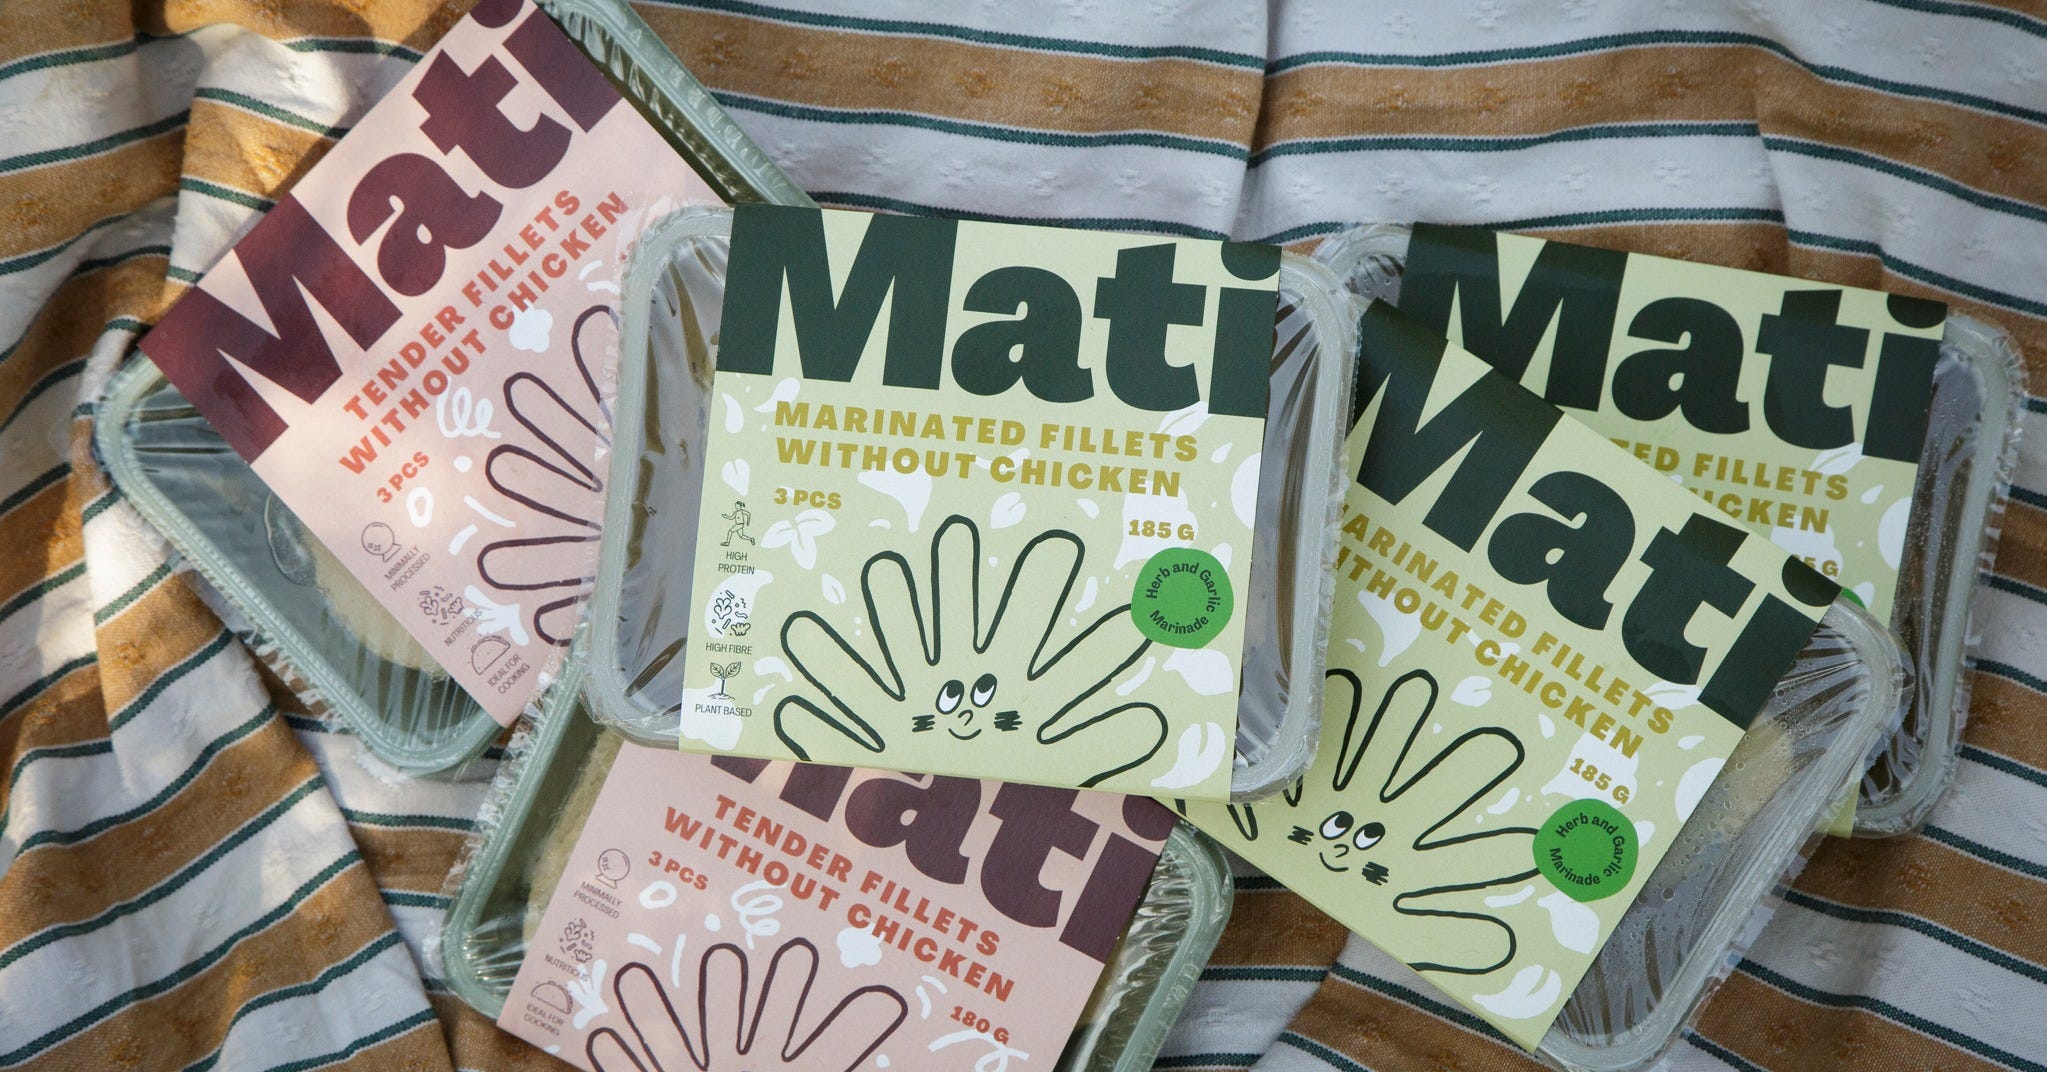 Mati
TENDER FILLETS
WITHOUT CHICKEN
3 PCS
MINIMALLY
PROCESSED
NUTRITIOUS
IDEAL FOR
COOKING
Mati
MARINATED FILLETS
WITHOUT CHICKEN
3 PCS
185 G
HIGH
PROTEIN
HIGH FIBRE
PLANT BASED
Herb and Garlic
Marinade
Mati
FILLETS
Mati
MARINATED FILLETS
WITHOUT CHICKEN
185 G
Herb and Garlic
Marinade
Mati
TENDER FILLETS
WITHOUT CHICKEN
3 PCS
180 G
MINIMALLY
PROCESSED
NUTRITIOUS
IDEAL FOR
COOKING